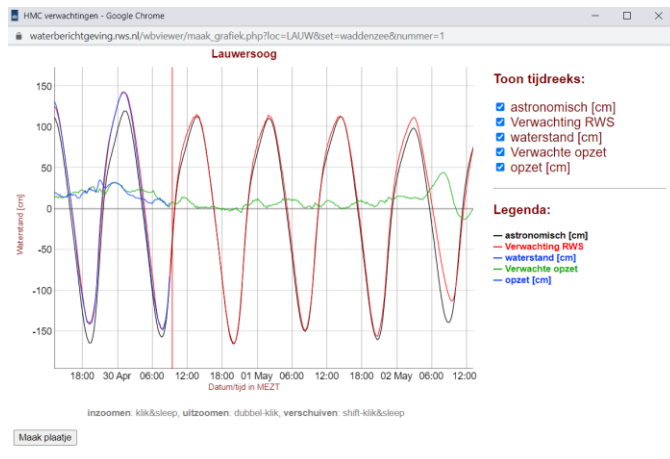 HMC verwachtingen - Google Chrome
waterberichtgeving.rws.nl/wbviewer/maak_grafiek.php?loc=LAUW&set=waddenzee&nummer=1
Lauwersoog
Toon tijdreeks:
astronomisch [cm]
Verwachting RWS
waterstand [cm]
Verwachte opzet
opzet [cm]
Legenda:
astronomisch [cm]
Verwachting RWS
waterstand [cm]
Verwachte opzet
opzet [cm]
Waterstand [cm]
150
100
50
0
-50
-100
-150
18:00 30 Apr 06:00 12:00 18:00 01 May 06:00 12:00 18:00 02 May 06:00 12:00
Datum/tijd in MEZT
inzoomen: klik&sleep, uitzoomen: dubbel-klik, verschuiven: shift-klik&sleep
Maak plaatje